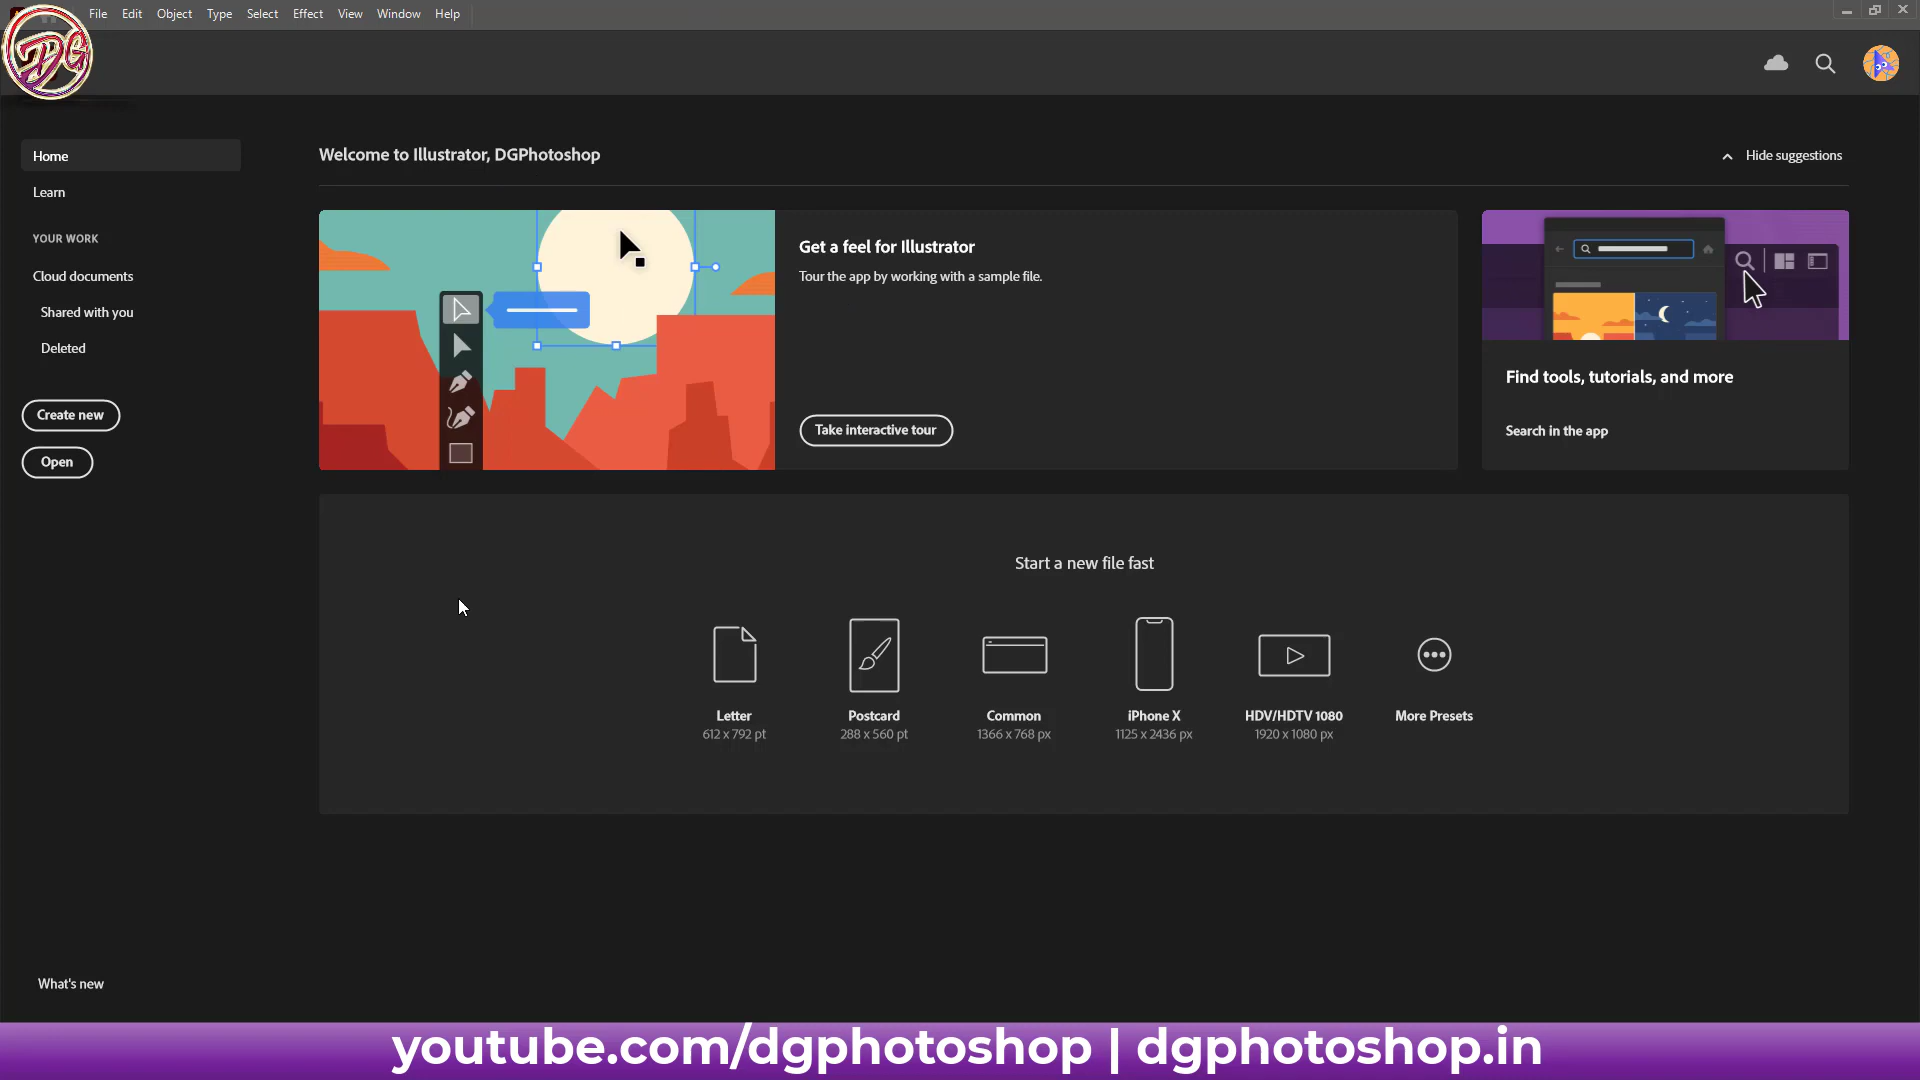 File Edit Object Type Select Effect View Window Help
DG
Home
Learn
YOUR WORK
Cloud documents
Shared with you
Deleted
Create new
Open
What's new
Welcome to Illustrator, DGPhotoshop
Hide suggestions
Get a feel for Illustrator
Tour the app by working with a sample file.
Take interactive tour
Find tools, tutorials, and more
Search in the app
Start a new file fast
Letter
612 x 792 pt
Postcard
288 x 560 pt
Common
1366 x 768 px
iPhone X
1125 x 2436 px
HDV/HDTV 1080
1920 x 1080 px
More Presets
youtube.com/dgphotoshop | dgphotoshop.in